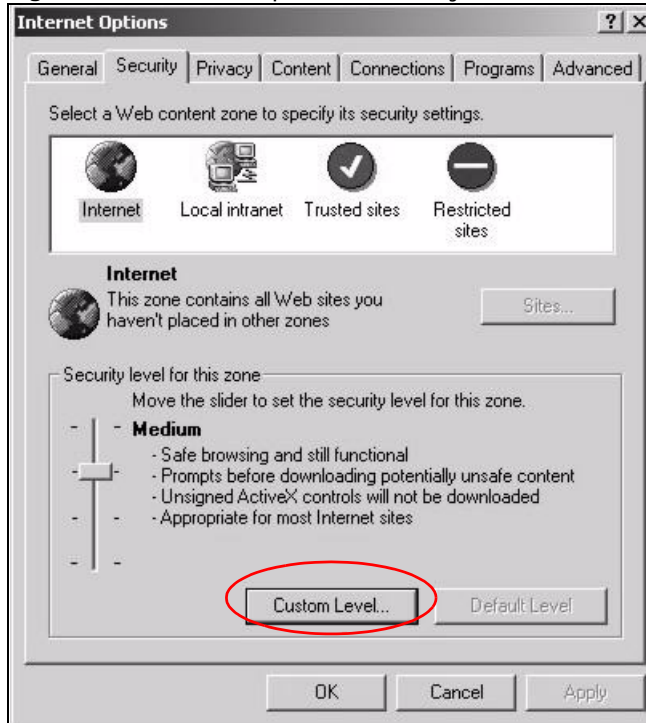 Internet Options
? X
General Security Privacy Content Connections Programs Advanced
Select a Web content zone to specify its security settings.
Internet Local intranet Trusted sites Restricted
sites
Internet
This zone contains all Web sites you
haven't placed in other zones
Sites...
Security level for this zone
Move the slider to set the security level for this zone.
Medium
- Safe browsing and still functional
- Prompts before downloading potentially unsafe content
- Unsigned ActiveX controls will not be downloaded
- Appropriate for most Internet sites
Custom Level... Default Level
OK Cancel Apply